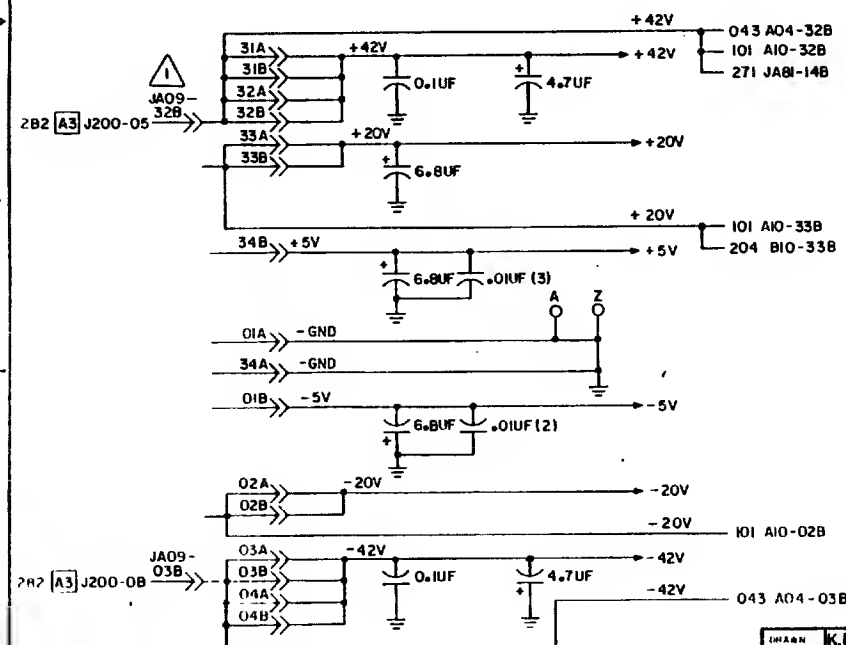 +42V
043 A04-32B
31A +42V +42V
101 A10-32B
1
31B
0.1UF 4.7UF
271 JA81-14B
JA09-
32B
32A
2B2 A3 J200-05
32B
33A +20V +20V
33B
6.8UF
+20V
101 A10-33B
34B +5V +5V
204 B10-33B
6.8UF .01UF (3)
A Z
01A -GND
34A -GND
01B -5V -5V
6.8UF .01UF (2)
02A -20V -20V
02B
-20V
101 A10-02B
JA09-
03B
03A -42V -42V
2B2 A3 J200-08
03B
0.1UF 4.7UF
04A
-42V
043 A04-03B
04B
DRAWN